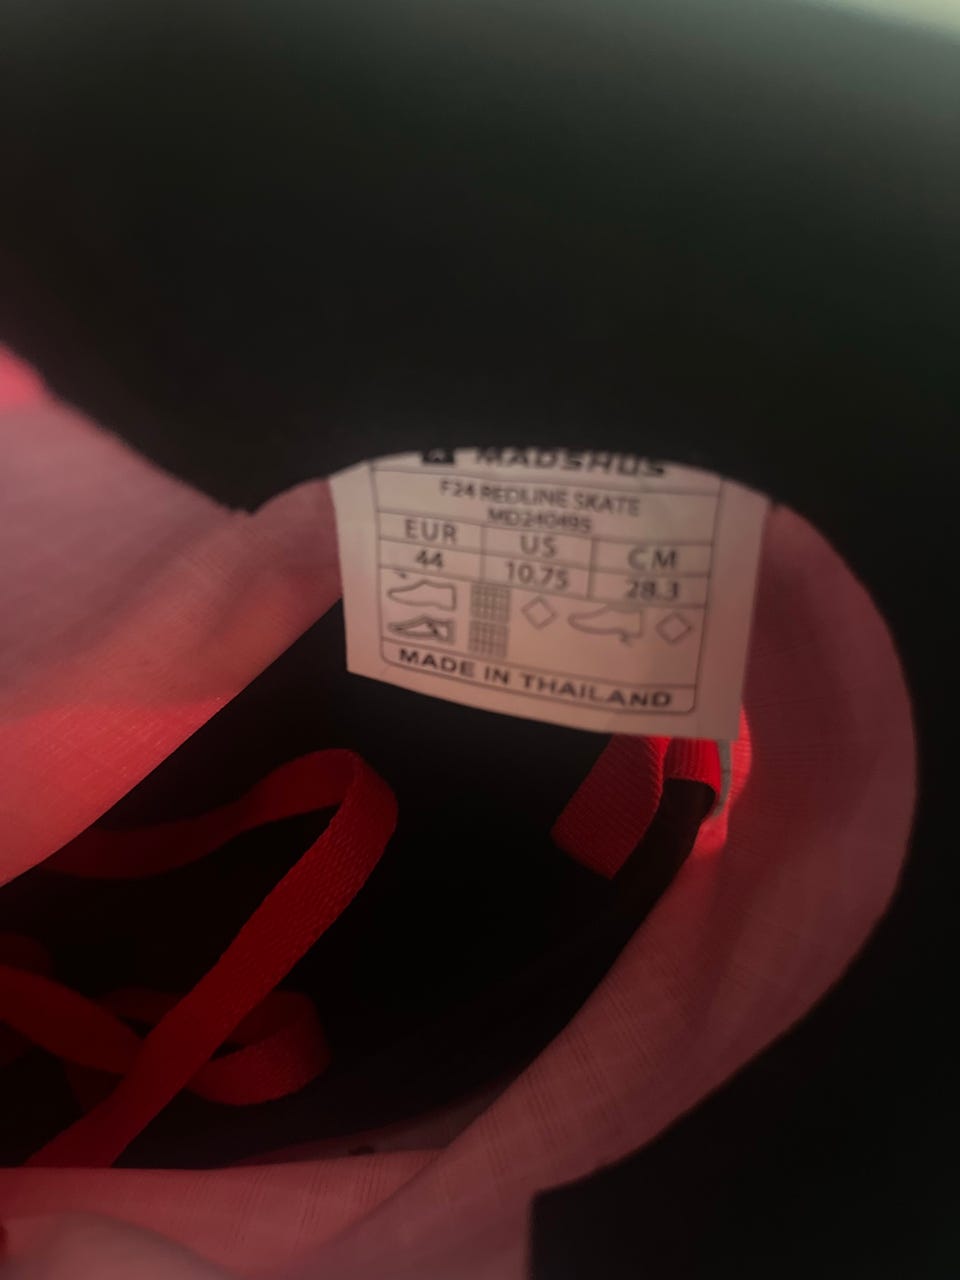 MADSHUS
F24 REDLINE SKATE
MD240495
EUR US CM
44 10.75 28.3
MADE IN THAILAND